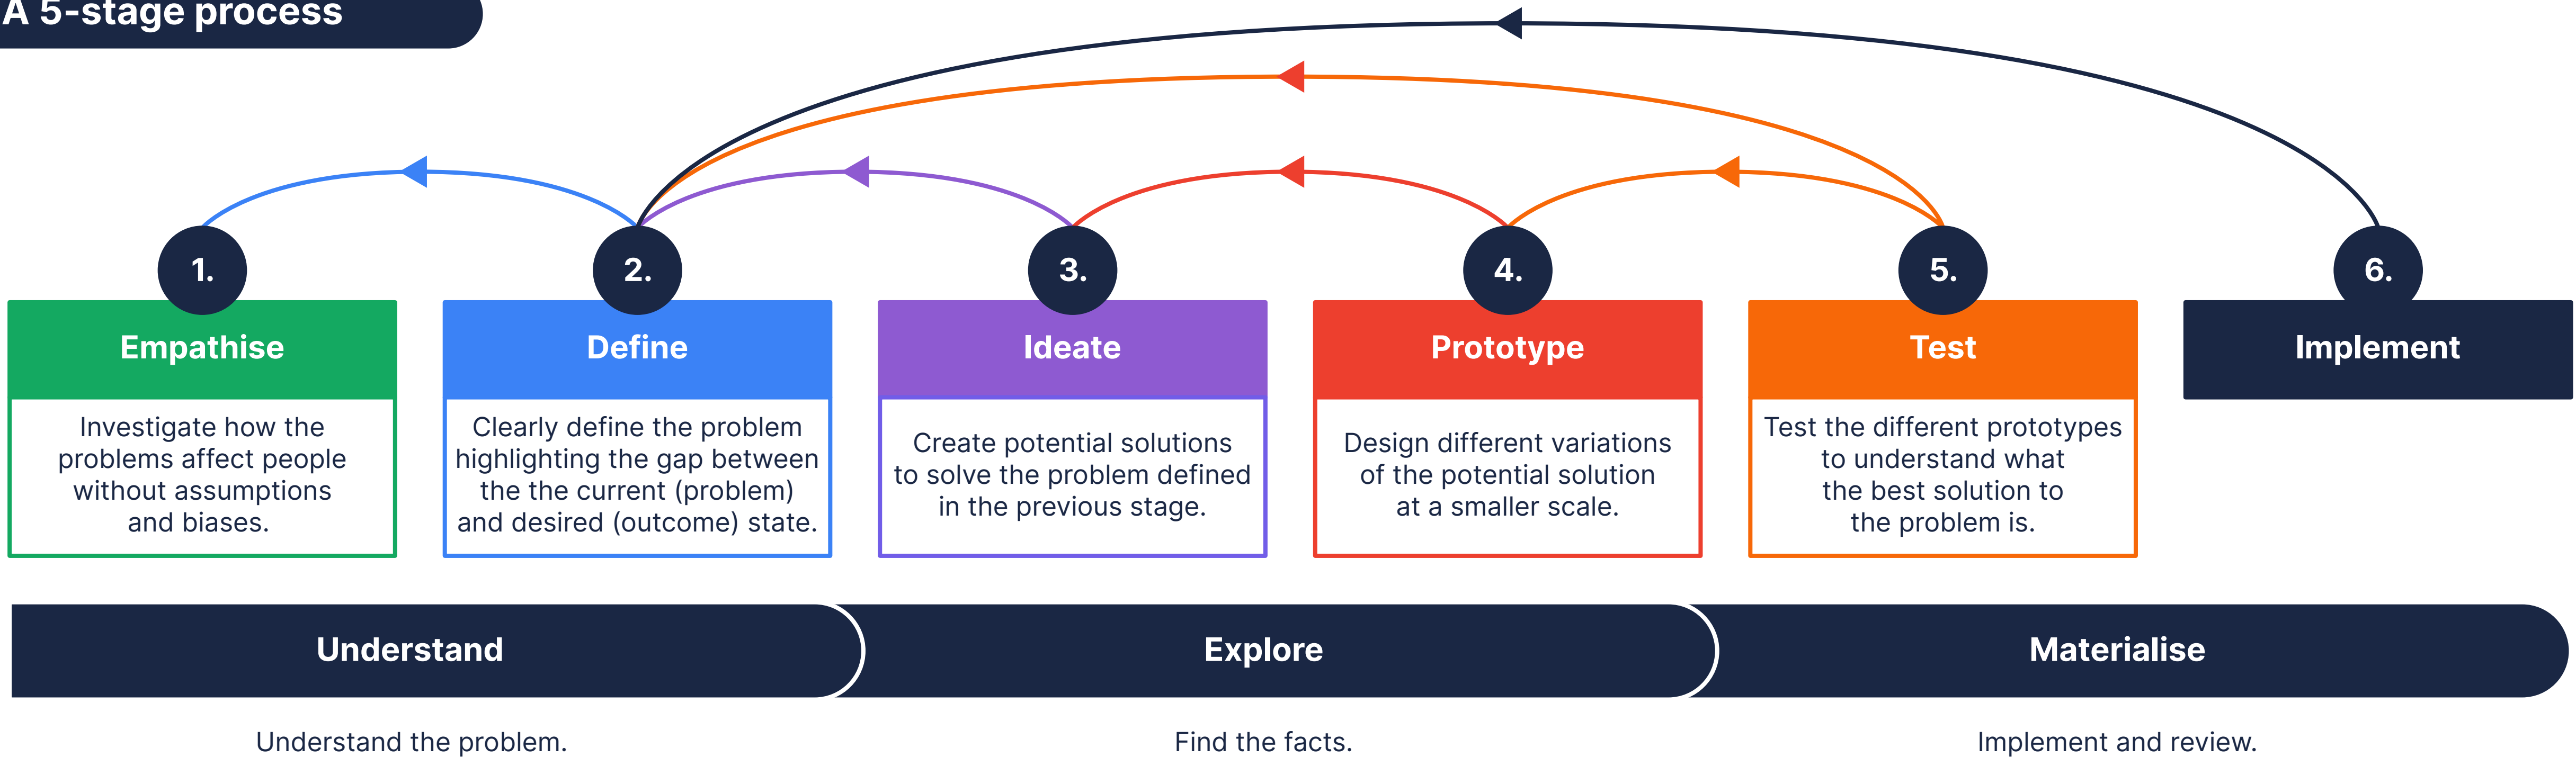 A 5-stage process
1.
Empathise
Investigate how the
problems affect people
without assumptions
and biases.
2.
Define
Clearly define the problem
highlighting the gap between
the the current (problem)
and desired (outcome) state.
3.
Ideate
Create potential solutions
to solve the problem defined
in the previous stage.
4.
Prototype
Design different variations
of the potential solution
at a smaller scale.
5.
Test
Test the different prototypes
to understand what
the best solution to
the problem is.
6.
Implement
Understand
Explore
Materialise
Understand the problem.
Find the facts.
Implement and review.